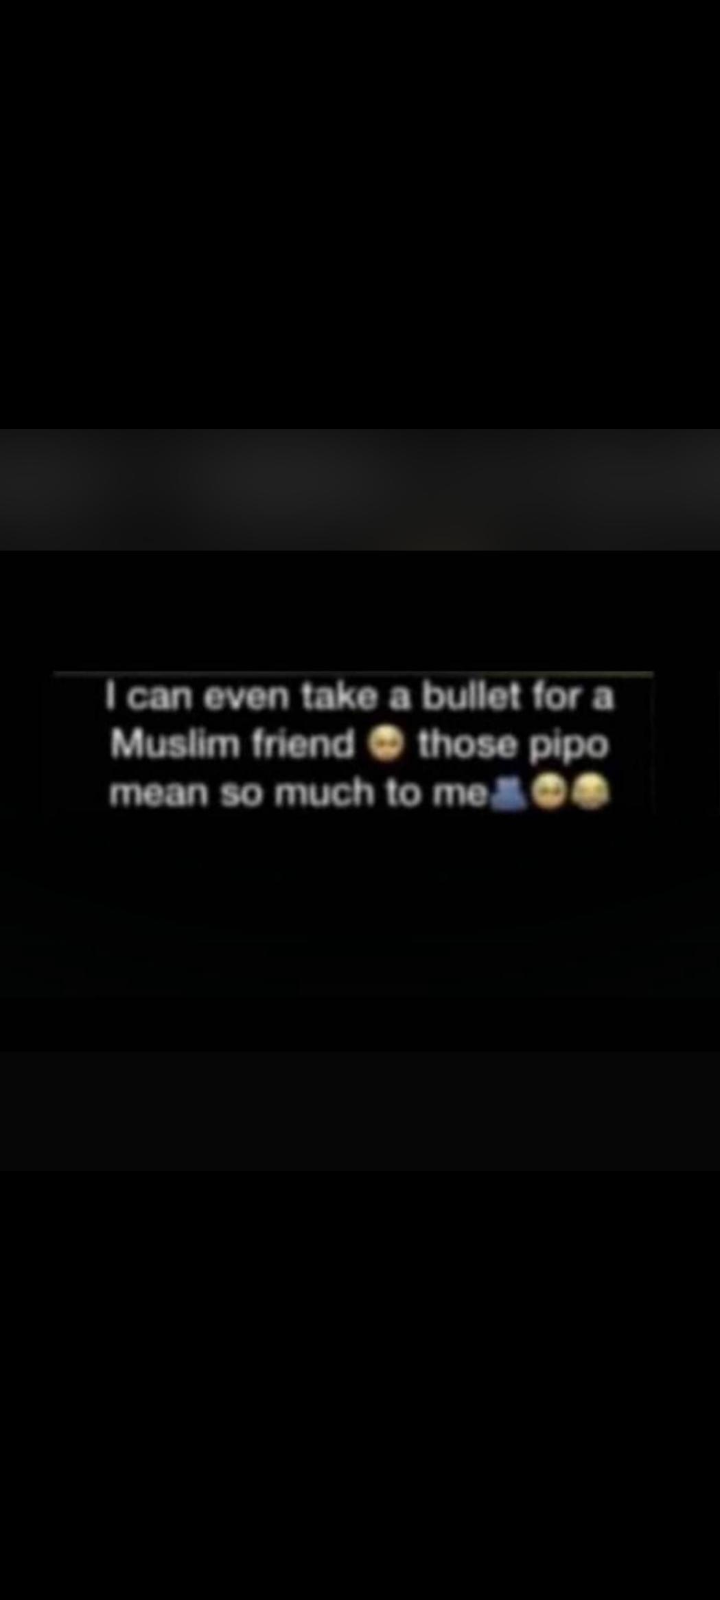 I can even take a bullet for a
Muslim friend 🥺 those pipo
mean so much to me🫂🥺😂